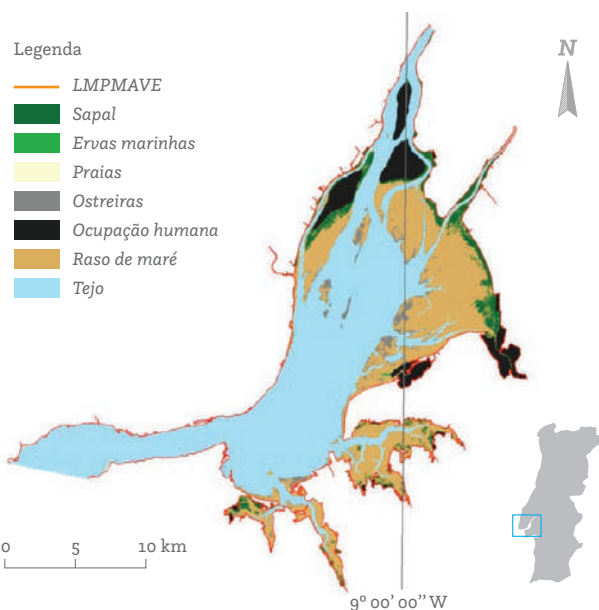 Legenda
LMPMAVE
Sapal
Ervas marinhas
Praias
Ostreiras
Ocupação humana
Raso de maré
Tejo
N
0 5 10 km
9º 00' 00'' W